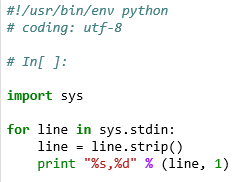 #!/usr/bin/env python
# coding: utf-8
# In[ ]:
import sys
for line in sys.stdin:
    line = line.strip()
    print "%s,%d" % (line, 1)